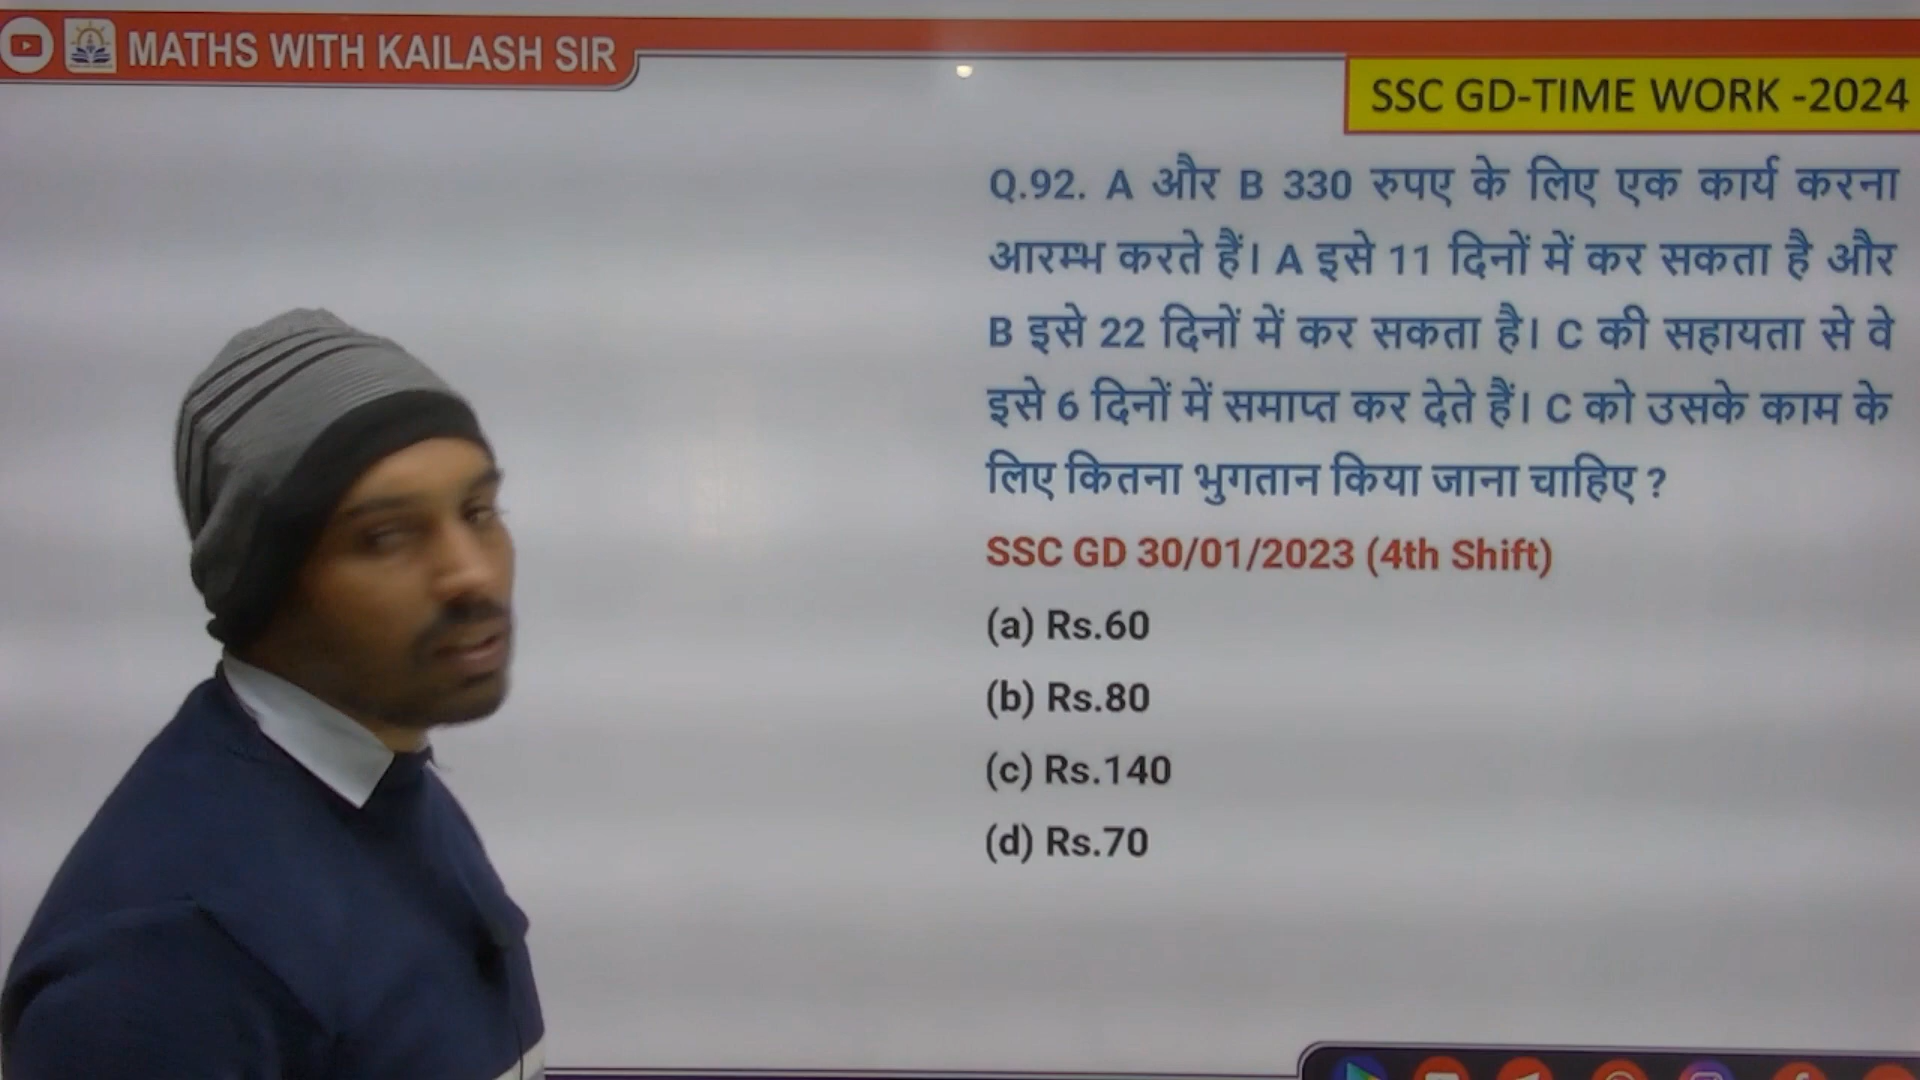 MATHS WITH KAILASH SIR
SSC GD-TIME WORK -2024
Q.92. A और B 330 रुपए के लिए एक कार्य करना
आरम्भ करते हैं। A इसे 11 दिनों में कर सकता है और
B इसे 22 दिनों में कर सकता है। C की सहायता से वे
इसे 6 दिनों में समाप्त कर देते हैं। C को उसके काम के
लिए कितना भुगतान किया जाना चाहिए ?
SSC GD 30/01/2023 (4th Shift)
(a) Rs.60
(b) Rs.80
(c) Rs.140
(d) Rs.70